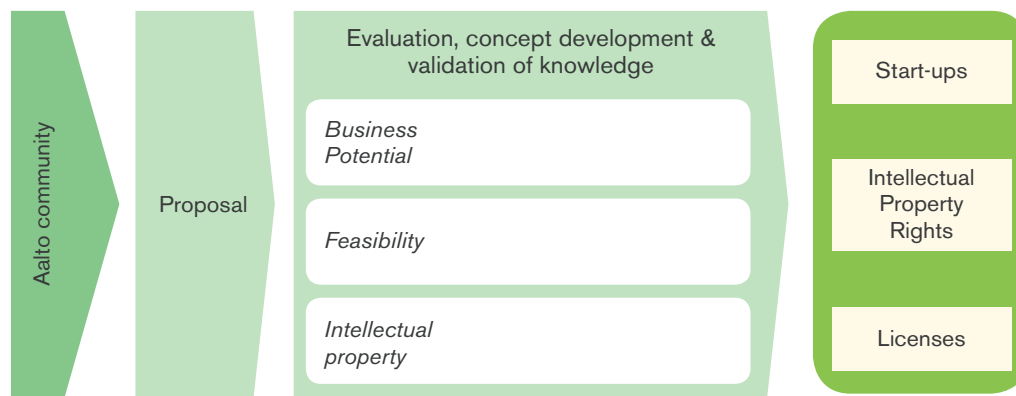 Aalto community
Proposal
Evaluation, concept development &
validation of knowledge
Business
Potential
Feasibility
Intellectual
property
Start-ups
Intellectual
Property
Rights
Licenses